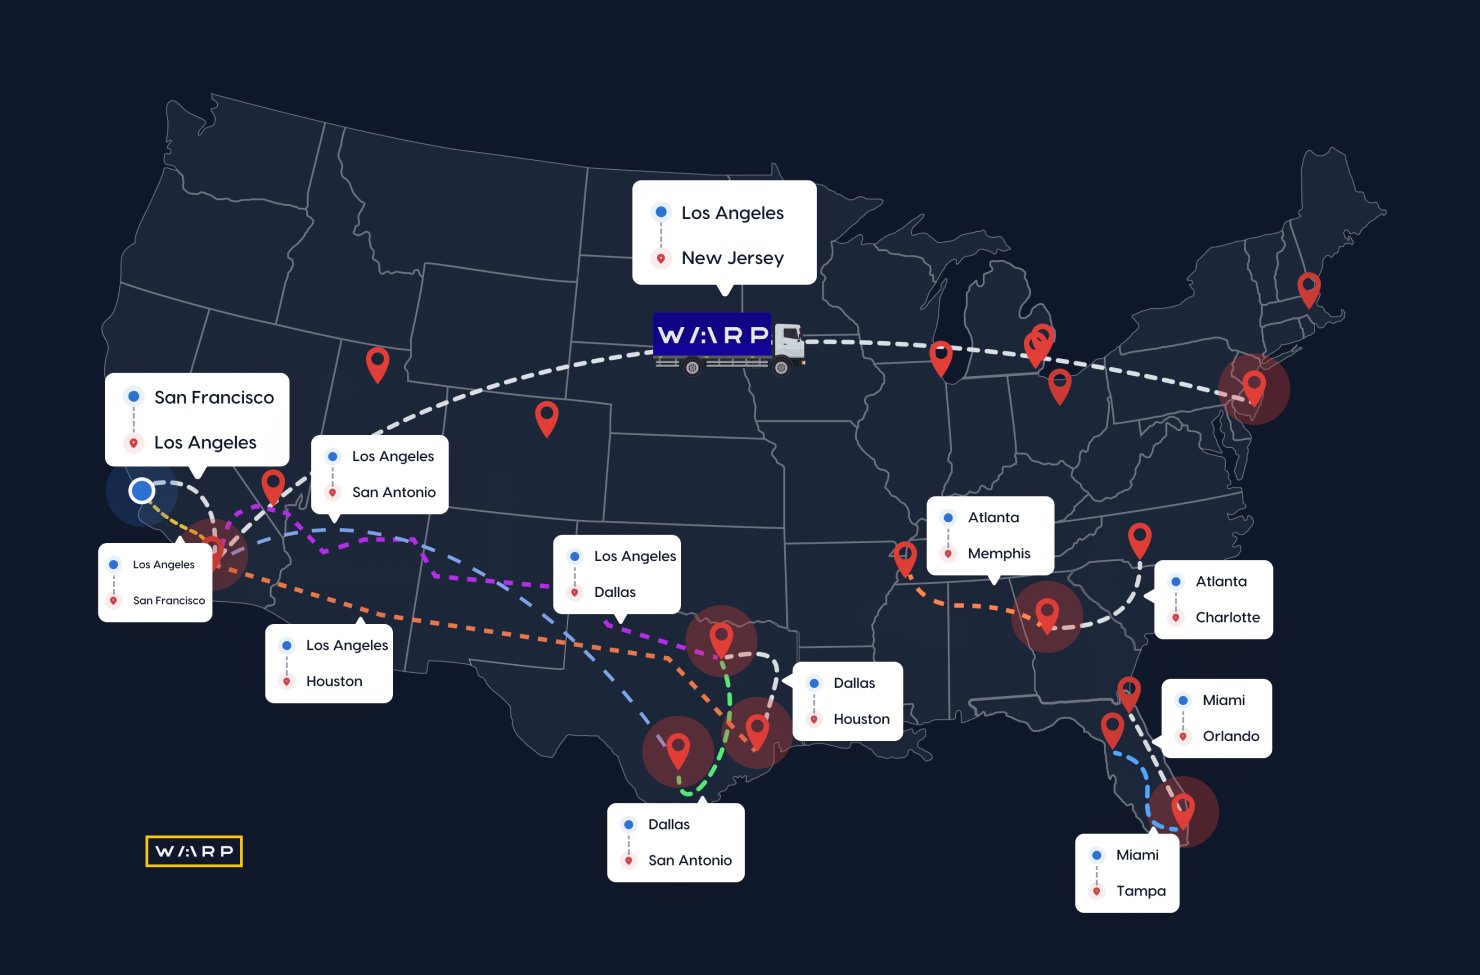 Los Angeles
New Jersey
WARP
San Francisco
Los Angeles
Los Angeles
San Antonio
Los Angeles
San Francisco
Los Angeles
Dallas
Atlanta
Memphis
Atlanta
Charlotte
Los Angeles
Houston
Dallas
Houston
Miami
Orlando
Dallas
San Antonio
Miami
Tampa
WARP